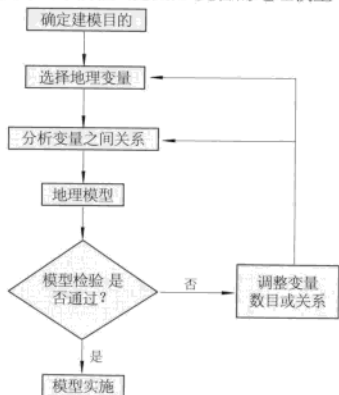 确定建模目的
选择地理变量
分析变量之间关系
地理模型
模型检验 是
否通过？
否
调整变量
数目或关系
是
模型实施